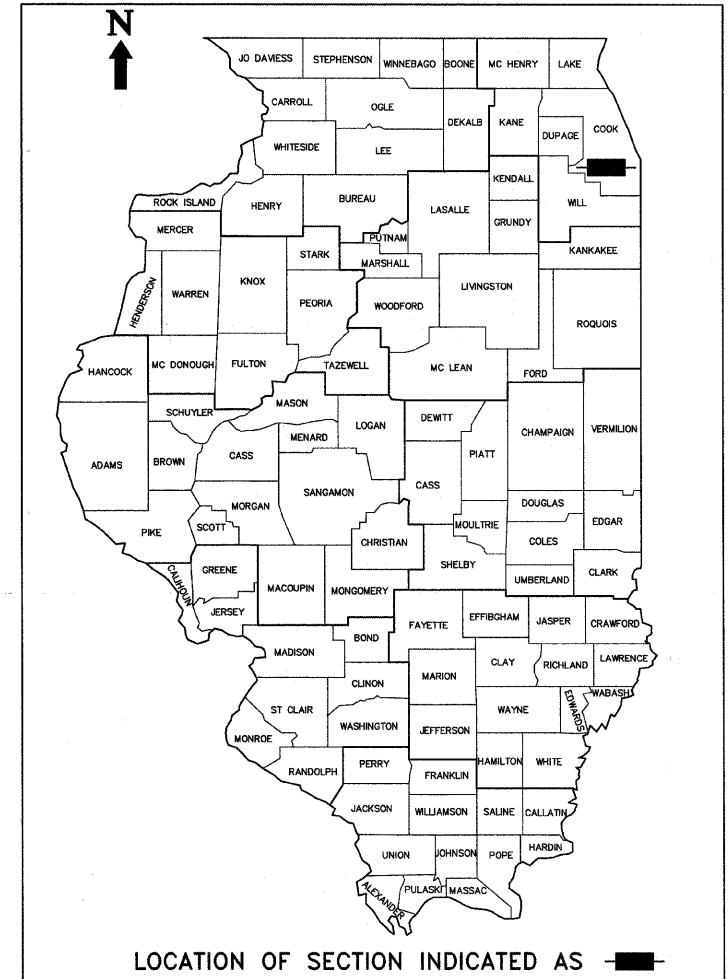 N
JO DAVIESS STEPHENSON WINNEBAGO BOONE MC HENRY LAKE
CARROLL OGLE DEKALB KANE DUPAGE COOK
WHITESIDE LEE
ROCK ISLAND HENRY BUREAU LASALLE KENDALL WILL
MERCER PUTNAM GRUNDY
STARK MARSHALL KANKAKEE
HENDERSON WARREN KNOX PEORIA WOODFORD LIVINGSTON ROQUOIS
HANCOCK MC DONOUGH FULTON TAZEWELL MC LEAN FORD
SCHUYLER MASON LOGAN DEWITT CHAMPAIGN VERMILION
ADAMS BROWN CASS MENARD PIATT
SANGAMON CASS
PIKE SCOTT MORGAN CHRISTIAN MOULTRIE DOUGLAS EDGAR
COLES
CALHOUN GREENE MACOUPIN MONTGOMERY SHELBY UMBERLAND CLARK
JERSEY
MADISON BOND FAYETTE EFFIBGHAM JASPER CRAWFORD
CLINON MARION CLAY RICHLAND LAWRENCE
ST CLAIR WASHINGTON JEFFERSON WAYNE EDWARDS WABASH
MONROE
RANDOLPH PERRY FRANKLIN HAMILTON WHITE
JACKSON WILLIAMSON SALINE CALLATIN
UNION JOHNSON POPE HARDIN
ALEXANDER PULASKI MASSAC
LOCATION OF SECTION INDICATED AS